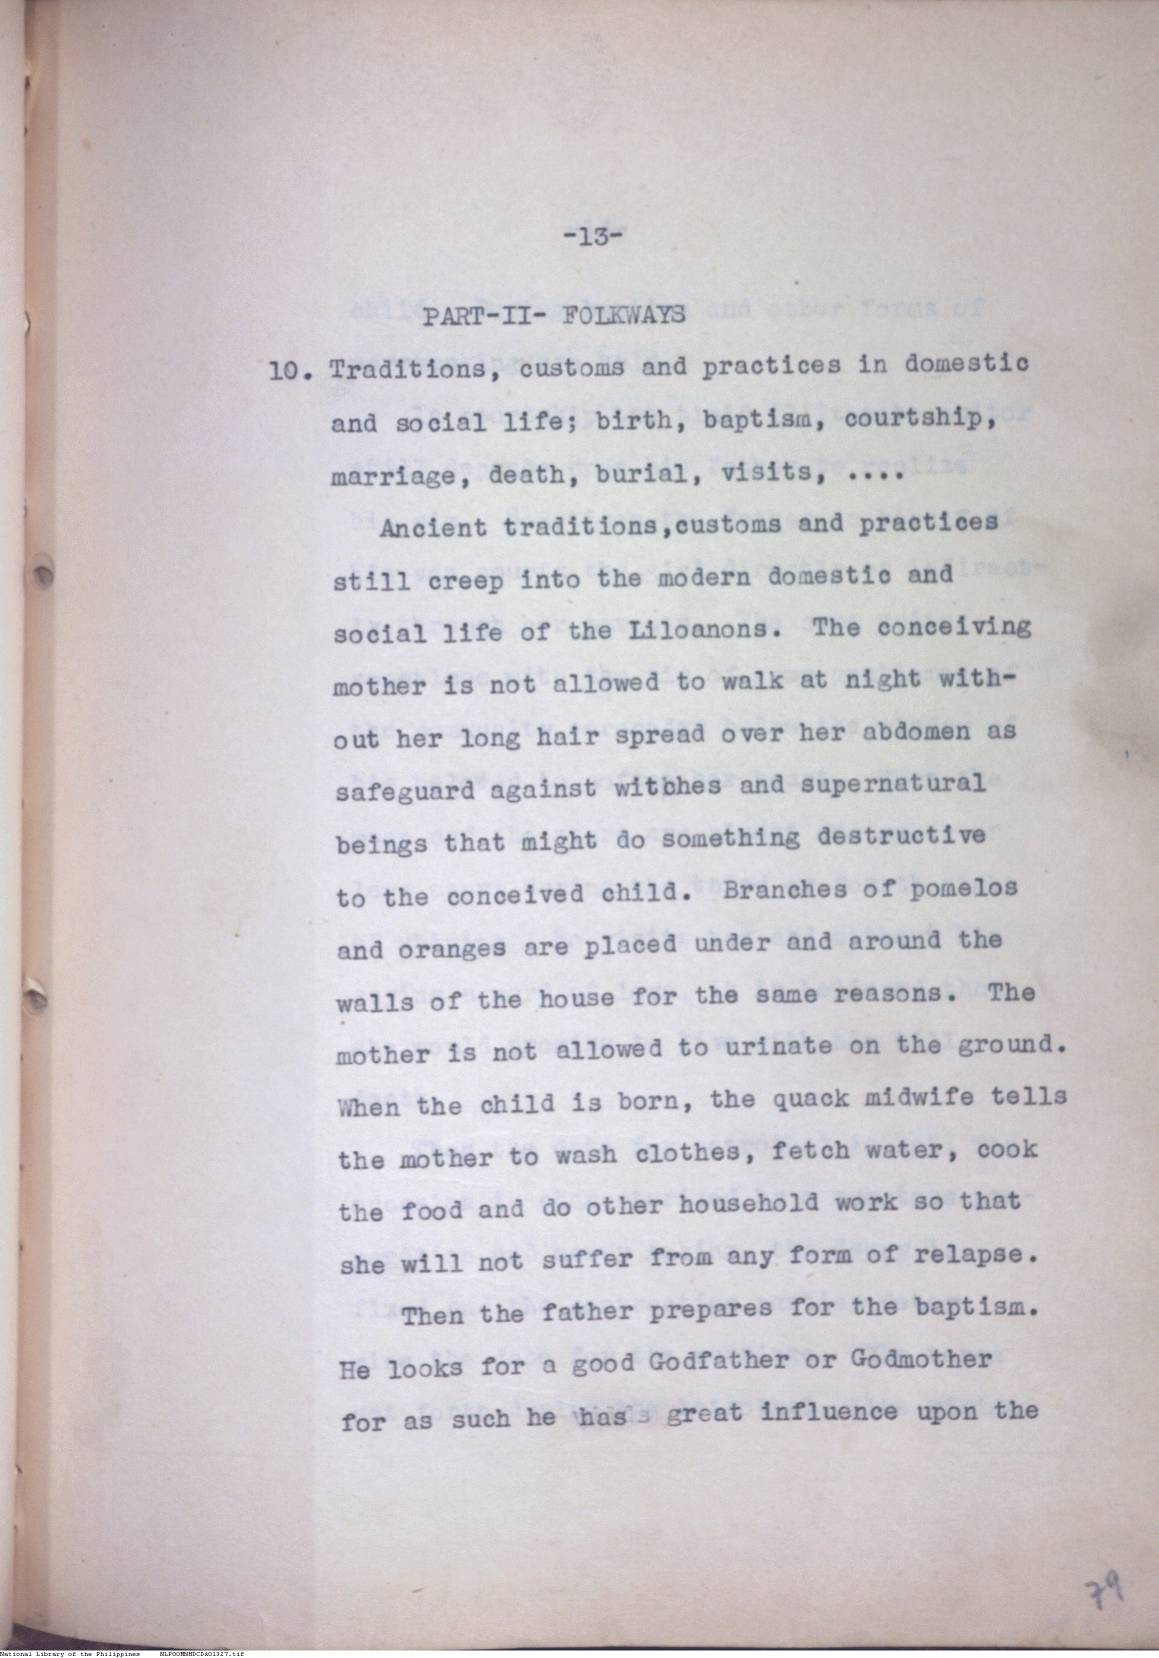 -13-
PART-II- FOLKWAYS
10. Traditions, customs and practices in domestic
and social life; birth, baptism, courtship,
marriage, death, burial, visits, ....
Ancient traditions,customs and practices
still creep into the modern domestic and
social life of the Liloanons. The conceiving
mother is not allowed to walk at night with-
out her long hair spread over her abdomen as
safeguard against witches and supernatural
beings that might do something destructive
to the conceived child. Branches of pomelos
and oranges are placed under and around the
walls of the house for the same reasons. The
mother is not allowed to urinate on the ground.
When the child is born, the quack midwife tells
the mother to wash clothes, fetch water, cook
the food and do other household work so that
she will not suffer from any form of relapse.
Then the father prepares for the baptism.
He looks for a good Godfather or Godmother
for as such he has great influence upon the
79
National Library of the Philippines NLPOOMNHDCDA01327.tif